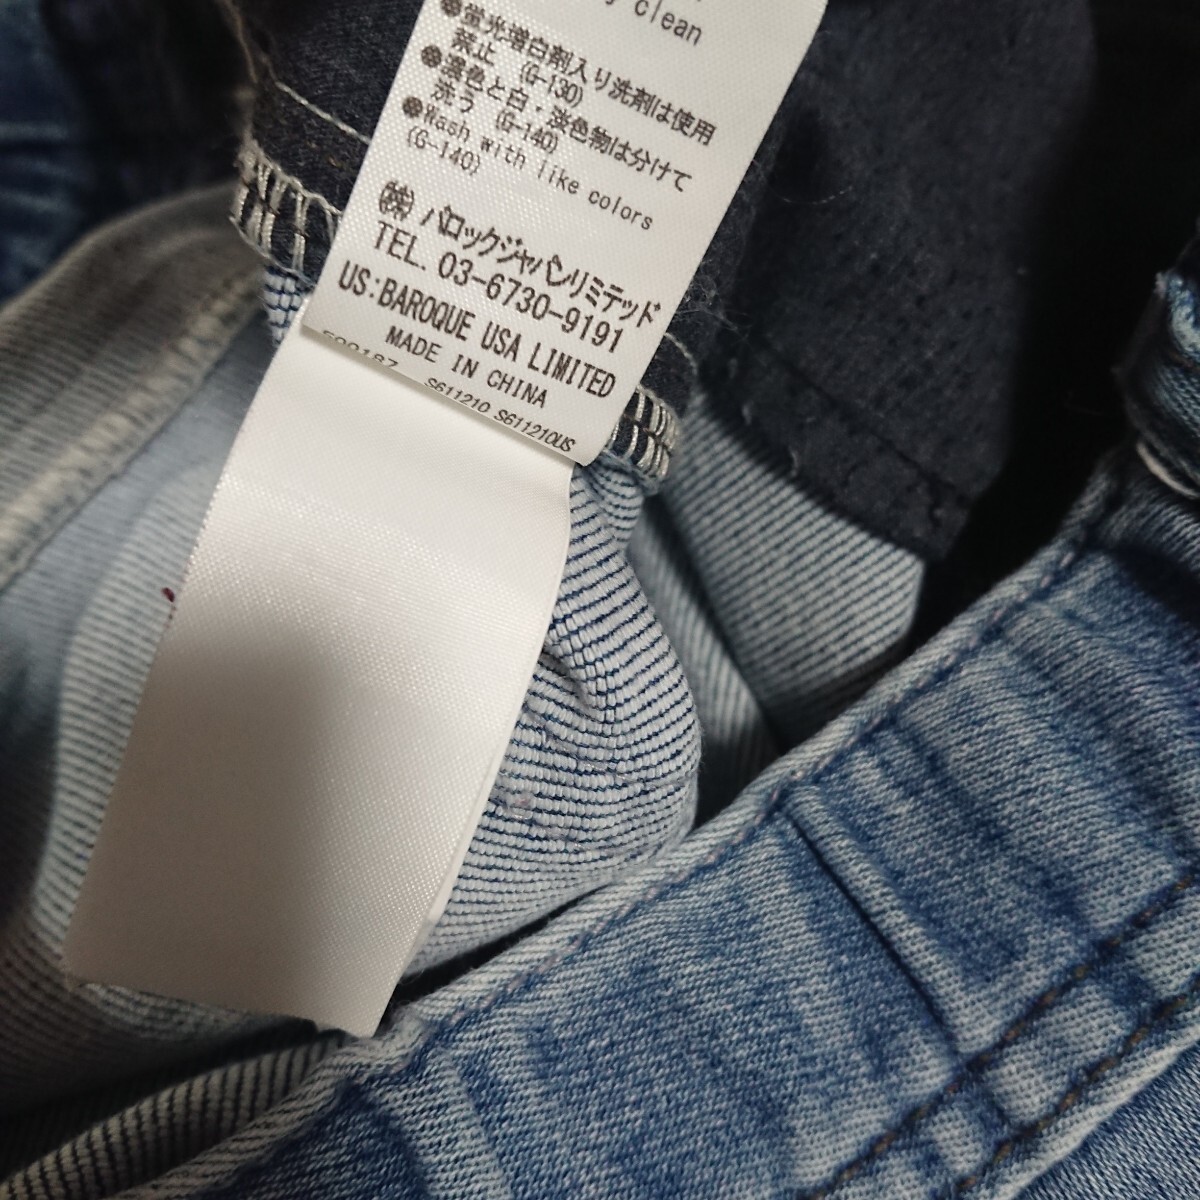 clean
●蛍光増白剤入り洗剤は使用
禁止 (G-130)
●濃色と白・淡色物は分けて
洗う (G-140)
●Wash with like colors
(G-140)
㈱バロックジャパンリミテッド
TEL. 03-6730-9191
US:BAROQUE USA LIMITED
MADE IN CHINA
S611210 S611210US